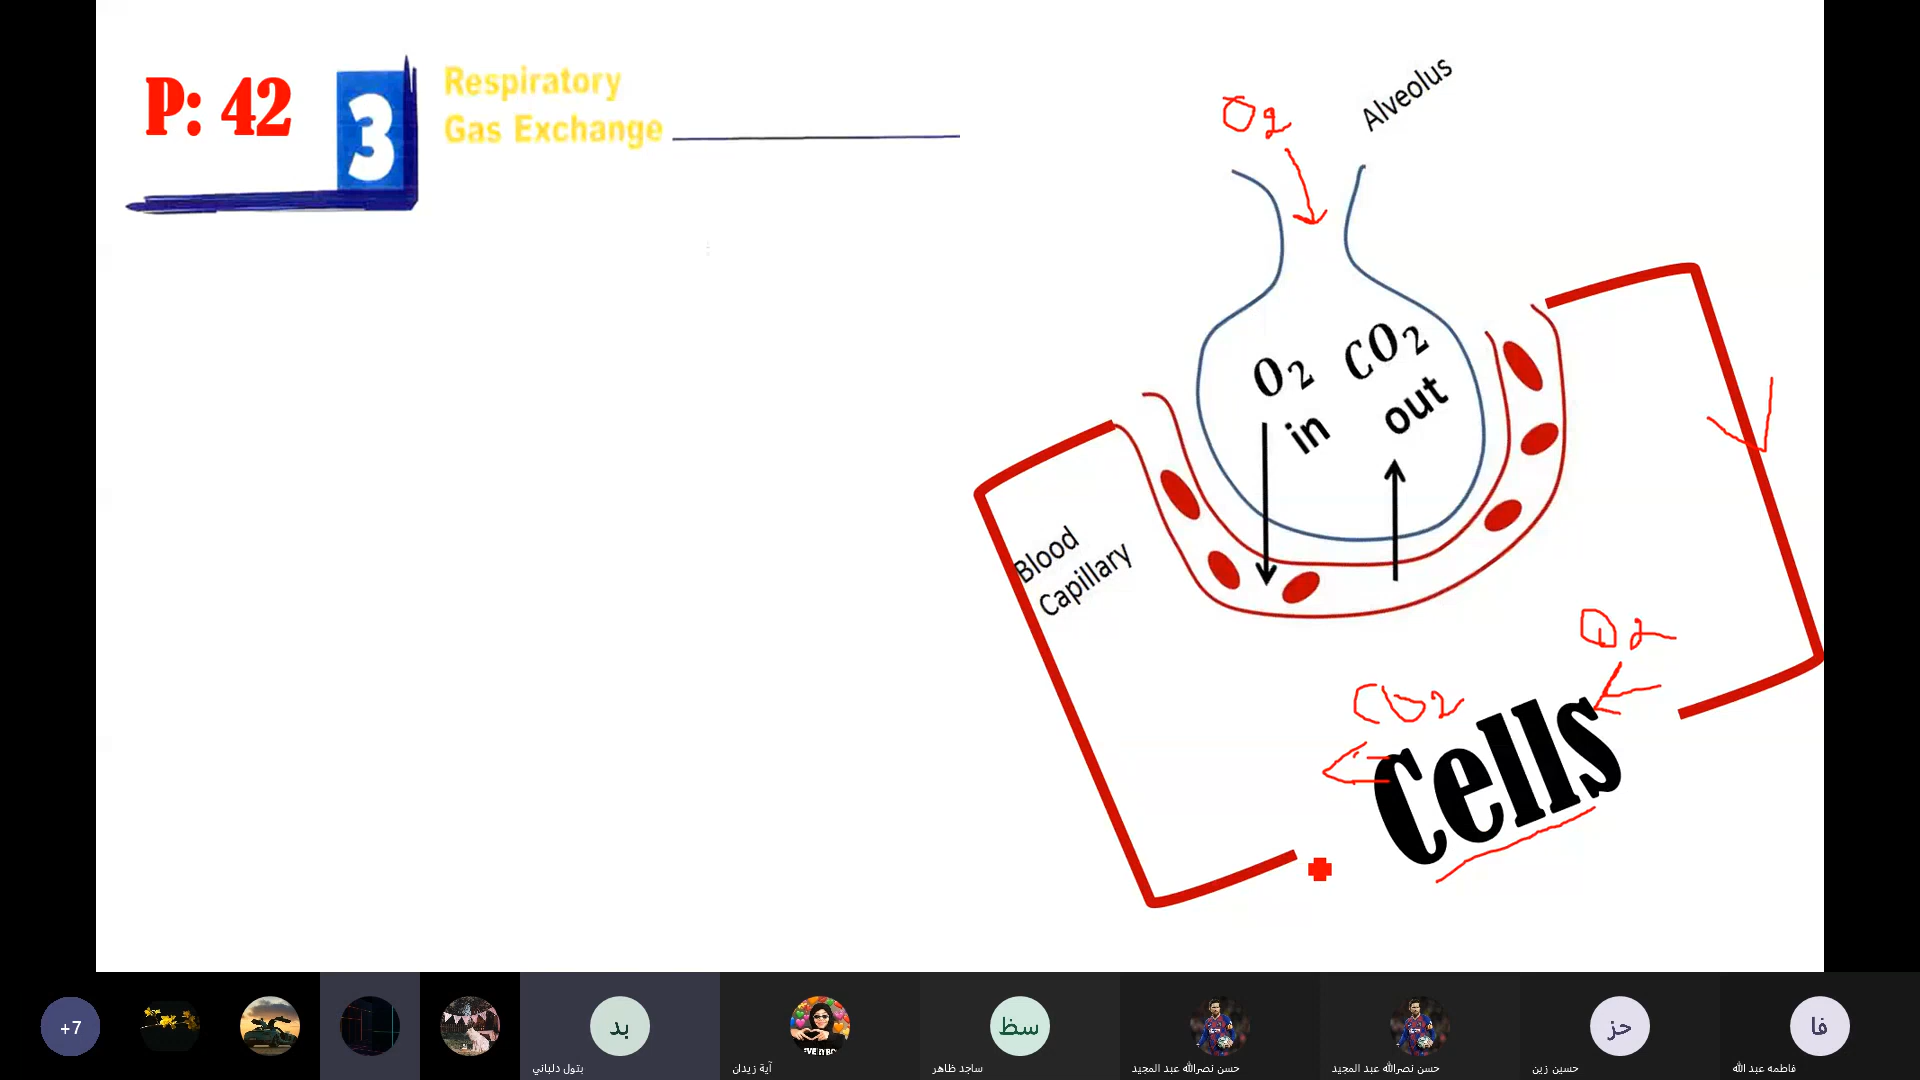 P: 42
3
Respiratory
Gas Exchange
O2
Alveolus
O2
in
CO2
out
Blood
Capillary
O2
CO2
Cells
+7
بد
بتول دلباني
EVERYBO
آية زيدان
سظ
ساجد ظاهر
حسن نصرالله عبد المجيد
حسن نصرالله عبد المجيد
حز
حسين زين
فا
فاطمه عبد الله